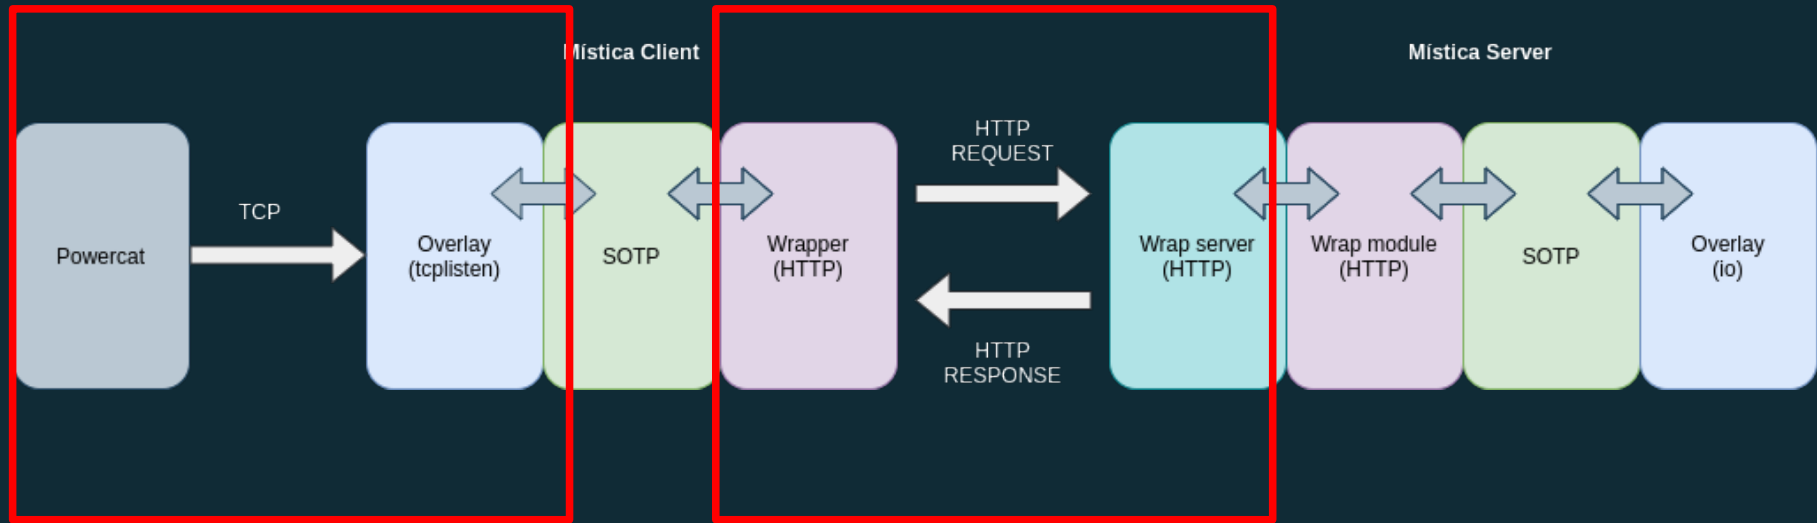 Mística Client
Mística Server
Powercat
TCP
Overlay
(tcplisten)
SOTP
Wrapper
(HTTP)
HTTP
REQUEST
HTTP
RESPONSE
Wrap server
(HTTP)
Wrap module
(HTTP)
SOTP
Overlay
(io)